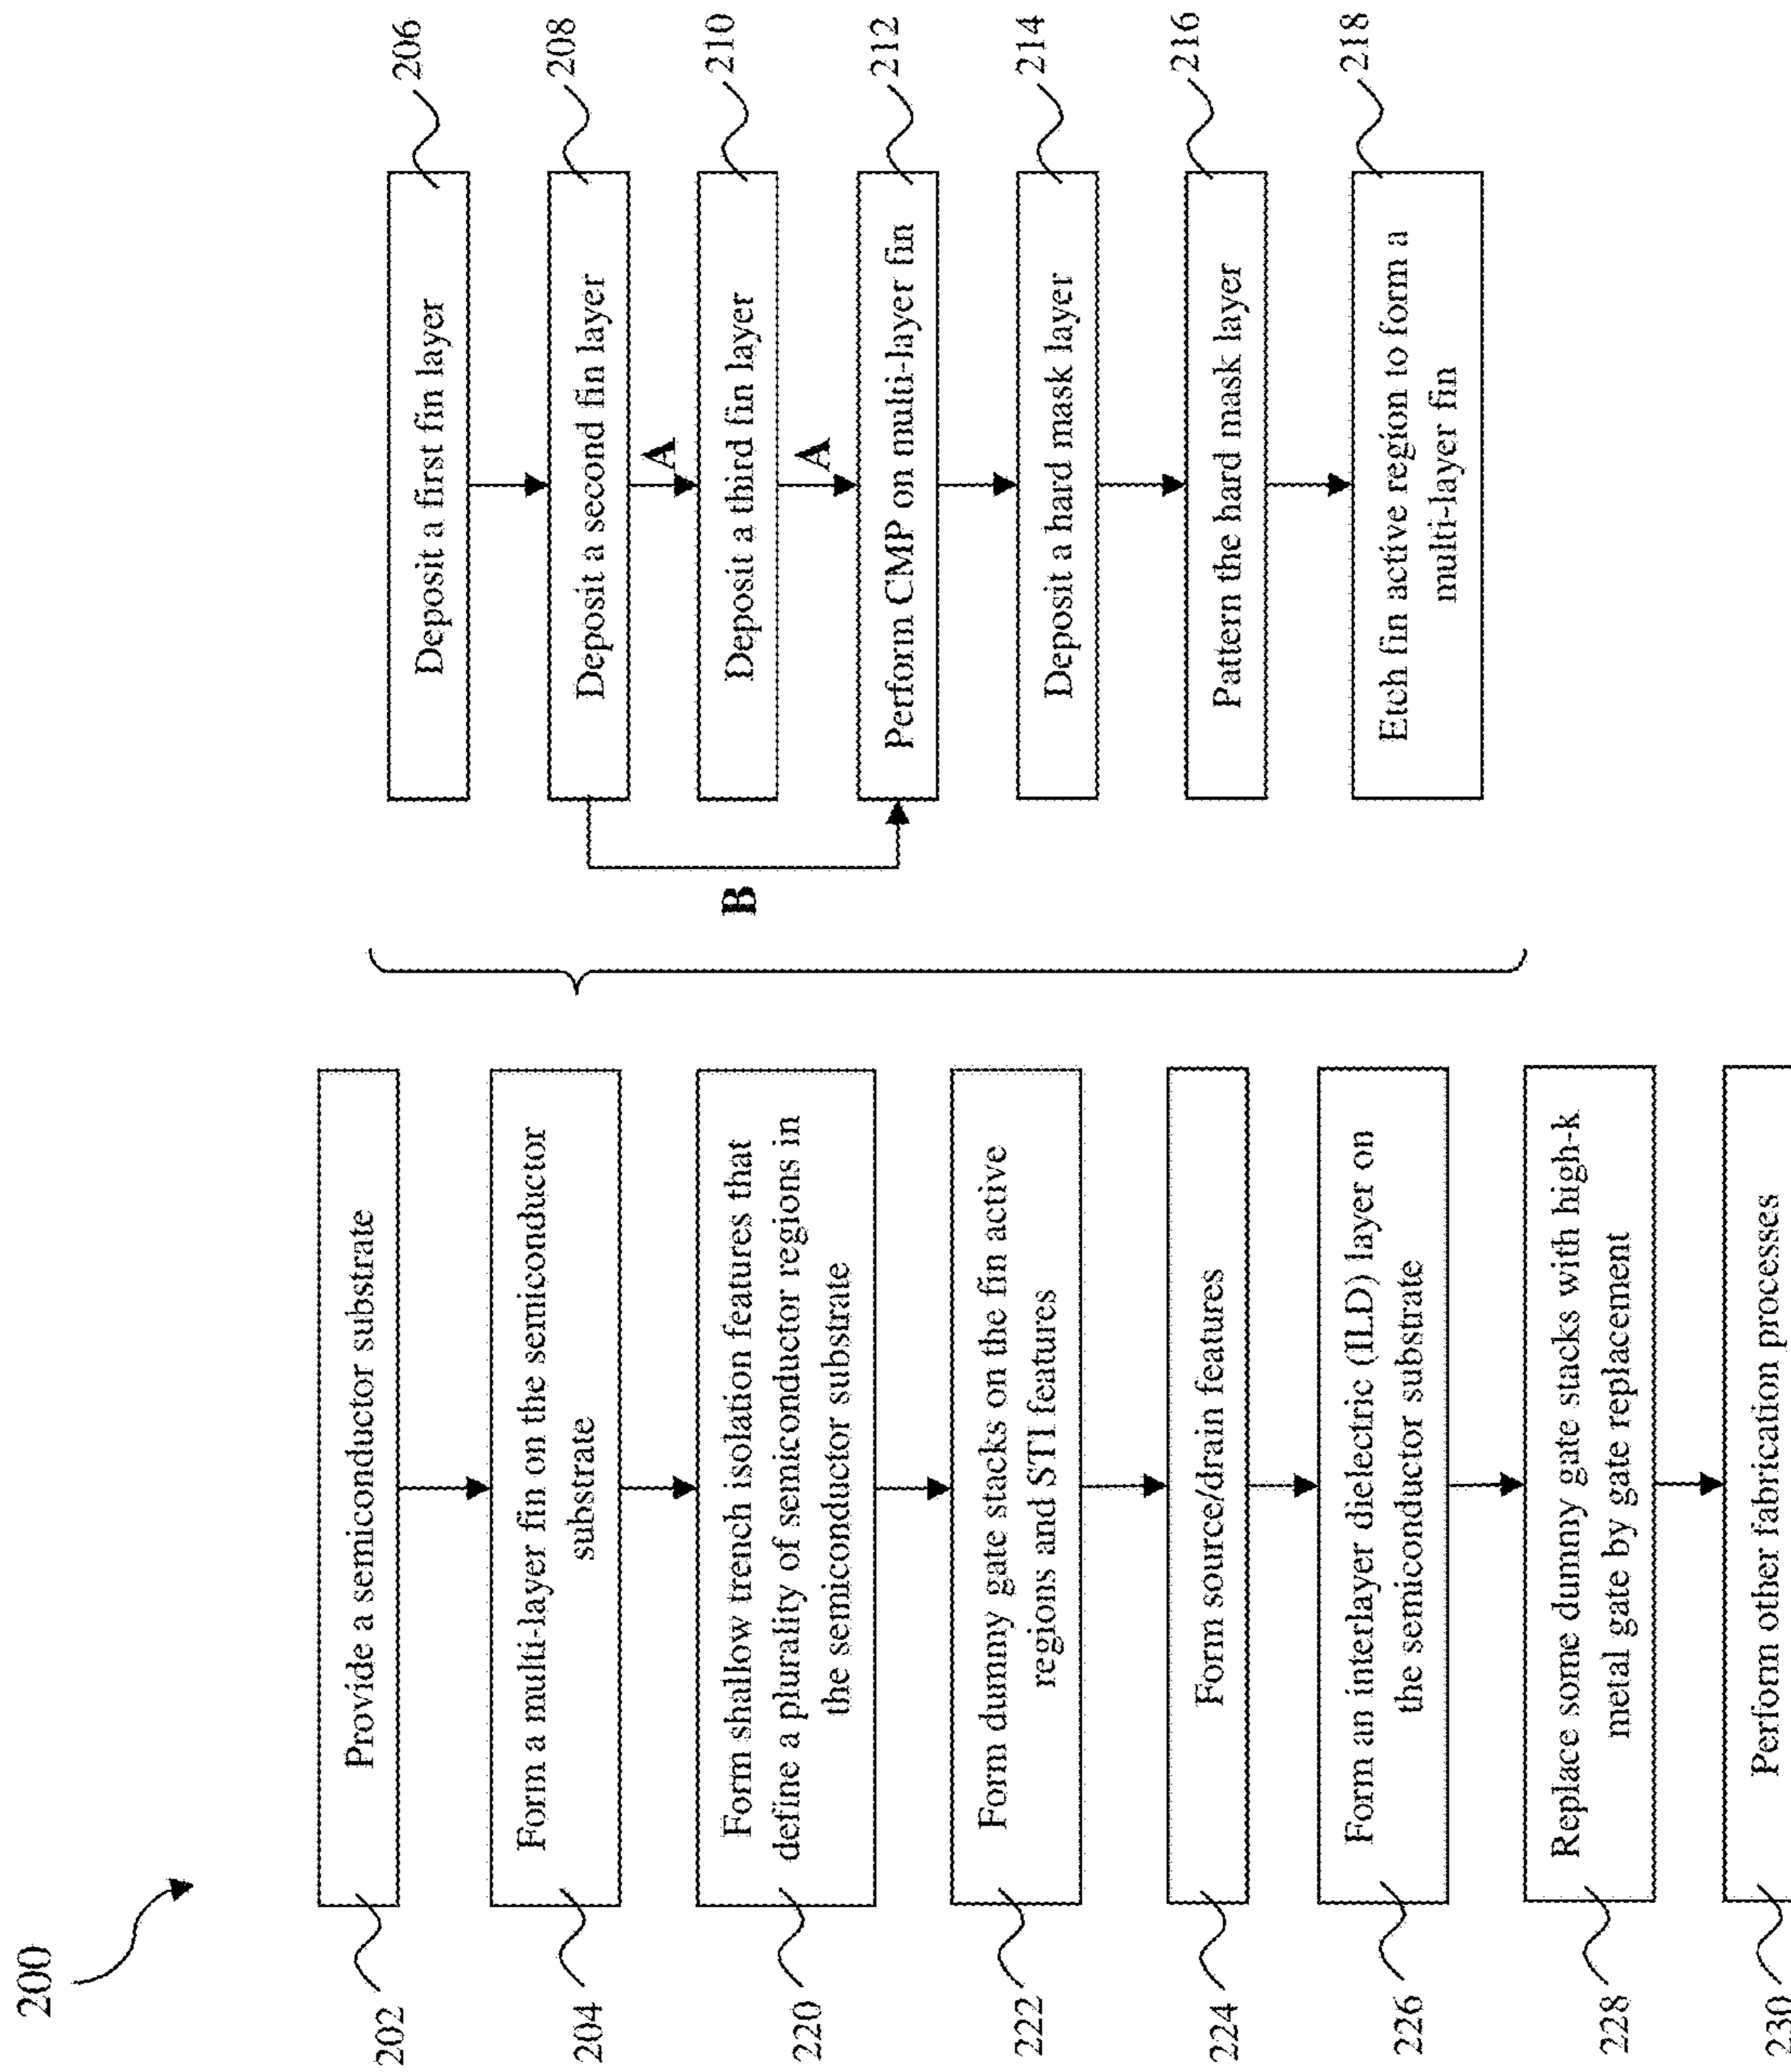 200
202
Provide a semiconductor substrate
204
Form a multi-layer fin on the semiconductor
substrate
220
Form shallow trench isolation features that
define a plurality of semiconductor regions in
the semiconductor substrate
222
Form dummy gate stacks on the fin active
regions and STI features
224
Form source/drain features
226
Form an interlayer dielectric (ILD) layer on
the semiconductor substrate
228
Replace some dummy gate stacks with high-k
metal gate by gate replacement
230
Perform other fabrication processes
Deposit a first fin layer
206
Deposit a second fin layer
208
A
B
Deposit a third fin layer
210
A
Perform CMP on multi-layer fin
212
Deposit a hard mask layer
214
Pattern the hard mask layer
216
Etch fin active region to form a
multi-layer fin
218